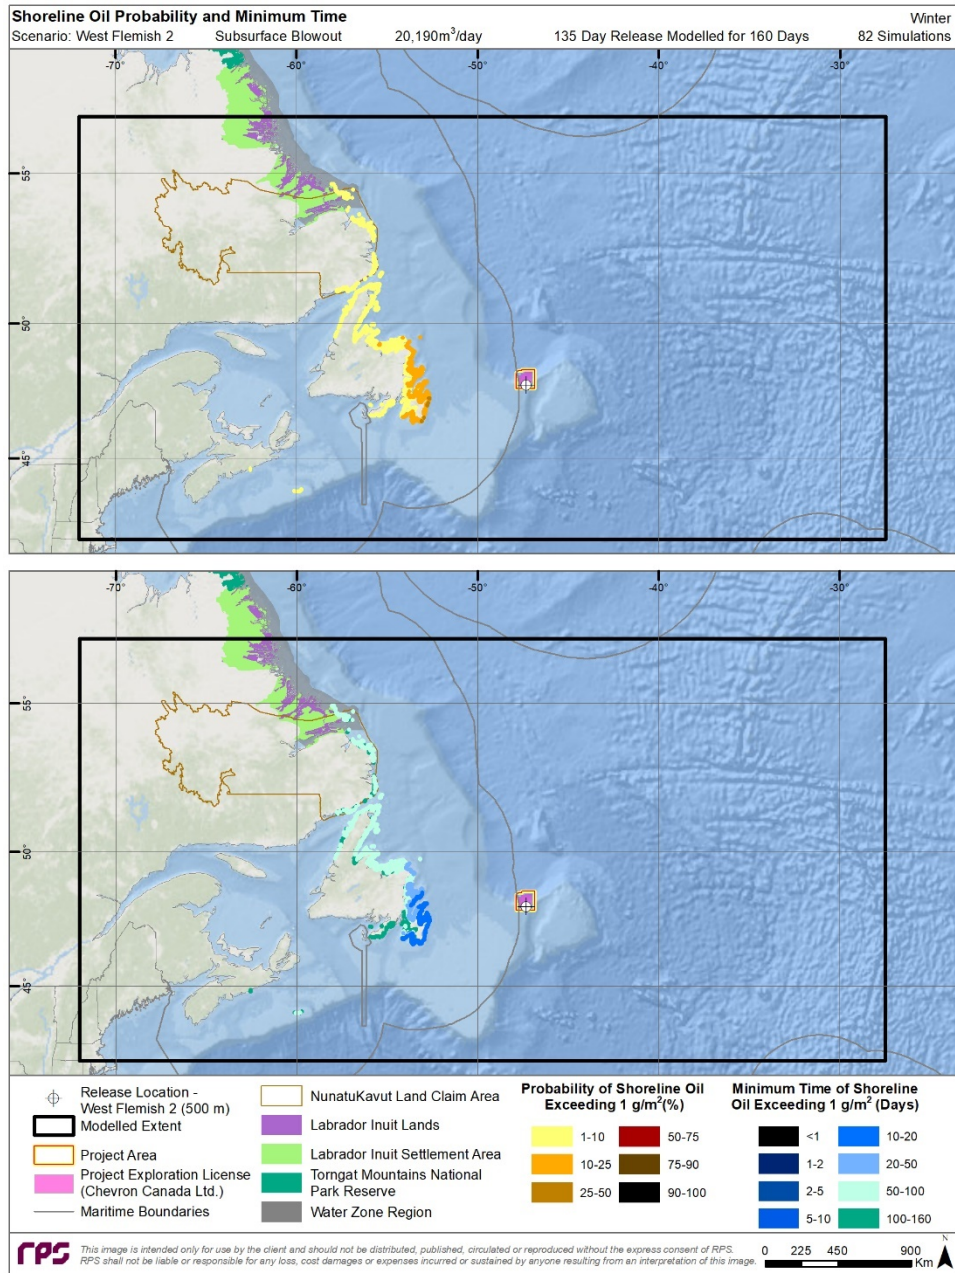 Shoreline Oil Probability and Minimum Time
Winter
Scenario: West Flemish 2 Subsurface Blowout 20,190m³/day 135 Day Release Modelled for 160 Days 82 Simulations
-70° -60° -50° -40° -30°
55°
50°
45°
-70° -60° -50° -40° -30°
55°
50°
45°
Release Location -
West Flemish 2 (500 m)
Modelled Extent
Project Area
Project Exploration License
(Chevron Canada Ltd.)
Maritime Boundaries
NunatuKavut Land Claim Area
Labrador Inuit Lands
Labrador Inuit Settlement Area
Torngat Mountains National
Park Reserve
Water Zone Region
Probability of Shoreline Oil
Exceeding 1 g/m²(%)
1-10
10-25
25-50
50-75
75-90
90-100
Minimum Time of Shoreline
Oil Exceeding 1 g/m² (Days)
<1
1-2
2-5
5-10
10-20
20-50
50-100
100-160
rps
This image is intended only for use by the client and should not be distributed, published, circulated or reproduced without the express consent of RPS.
RPS shall not be liable or responsible for any loss, cost damages or expenses incurred or sustained by anyone resulting from an interpretation of this image.
0 225 450 900
Km
N